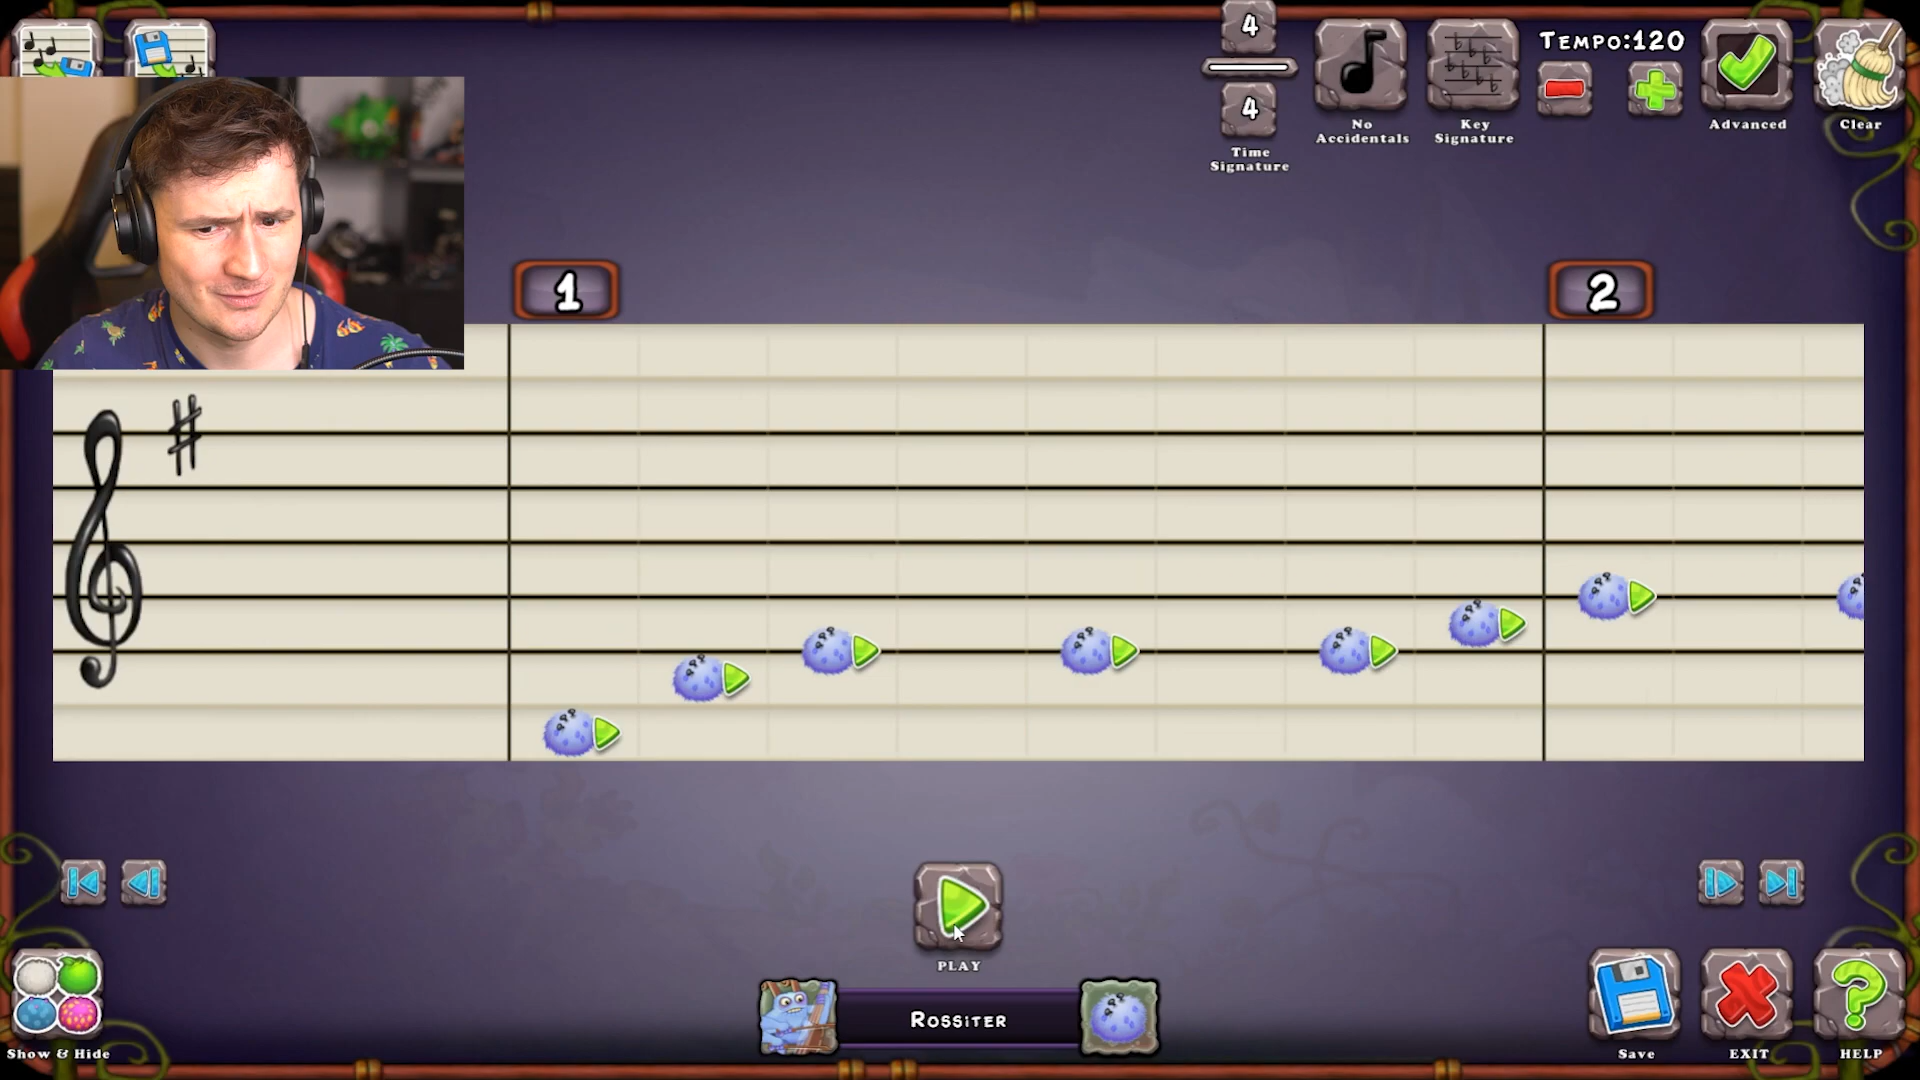 4
4
Time
Signature
No
Accidentals
Key
Signature
TEMPO:120
Advanced
Clear
1
2
PLAY
ROSSITER
Show & Hide
Save
EXIT
HELP